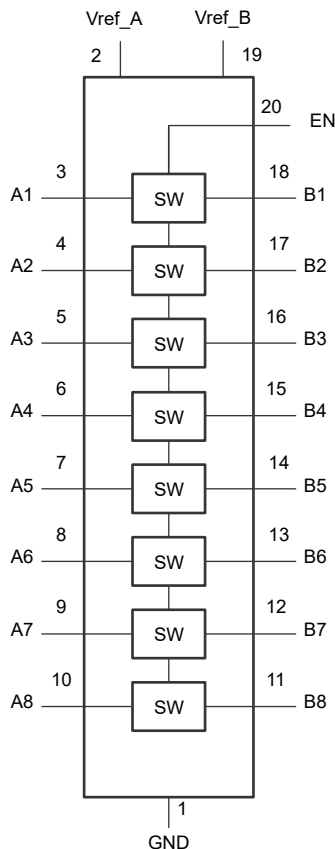 Vref_A Vref_B
2 19
20 EN
3 18
A1 SW B1
4 17
A2 SW B2
5 16
A3 SW B3
6 15
A4 SW B4
7 14
A5 SW B5
8 13
A6 SW B6
9 12
A7 SW B7
10 11
A8 SW B8
1
GND